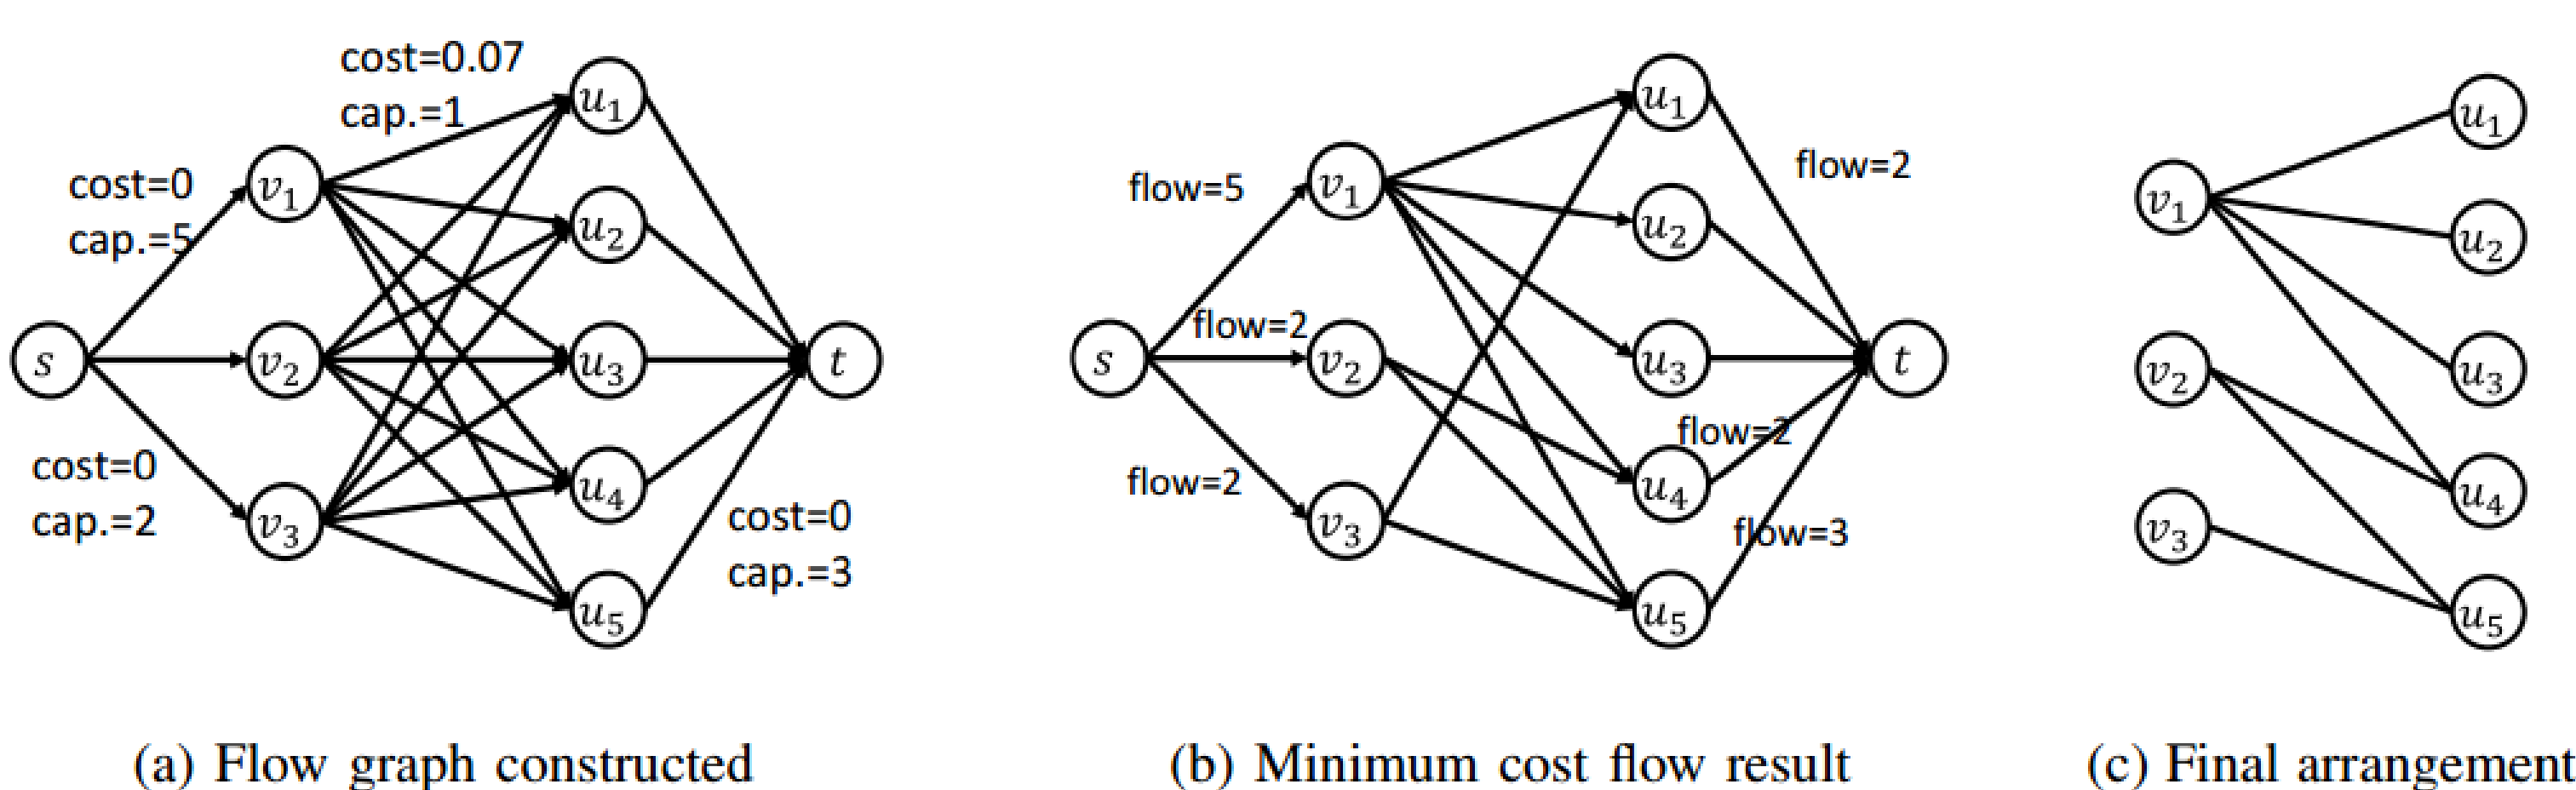 cost=0.07
cap.=1
cost=0
cap.=5
s
v1
v2
v3
u1
u2
u3
u4
u5
t
cost=0
cap.=2
cost=0
cap.=3
(a) Flow graph constructed
flow=5
flow=2
flow=2
s
v1
v2
v3
u1
u2
u3
u4
u5
t
flow=2
flow=2
flow=3
(b) Minimum cost flow result
v1
v2
v3
u1
u2
u3
u4
u5
(c) Final arrangement